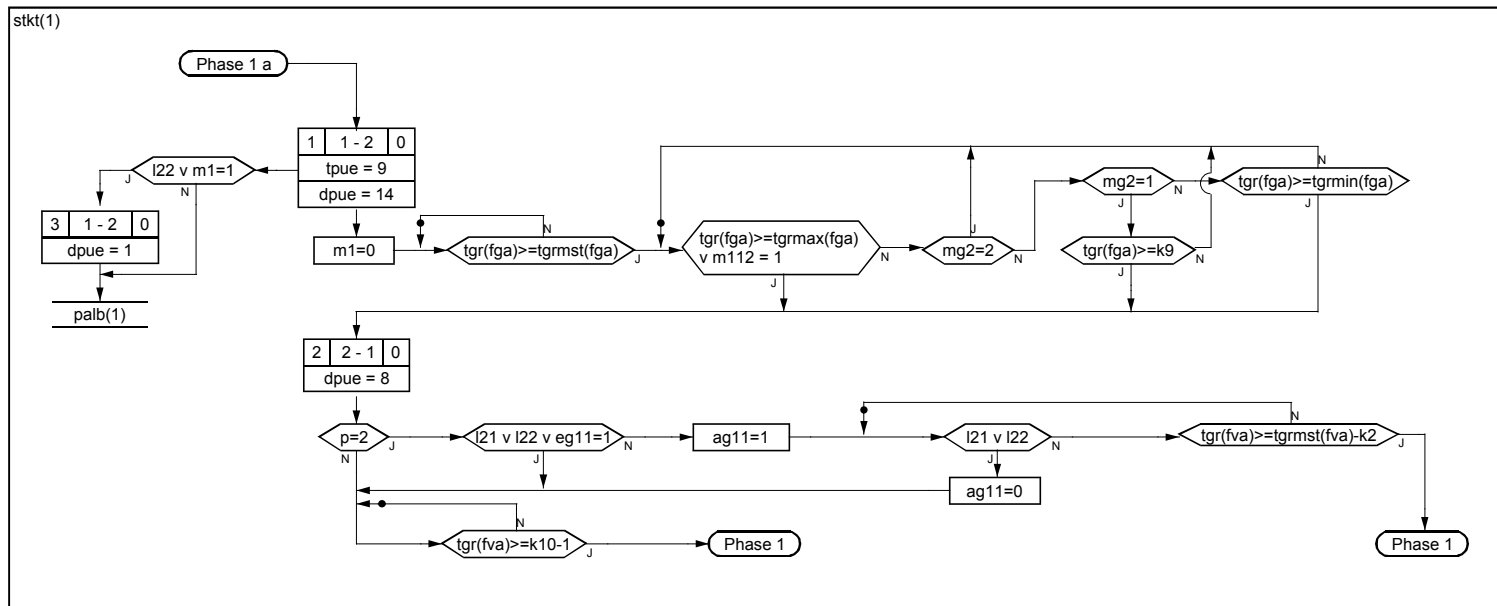 stkt(1)
Phase 1 a
1 1 - 2 0
tpue = 9
dpue = 14
l22 v m1=1
J
N
3 1 - 2 0
dpue = 1
palb(1)
m1=0
tgr(fga)>=tgrmst(fga)
N
J
tgr(fga)>=tgrmax(fga)
v m112 = 1
N
J
mg2=2
J
N
mg2=1
N
J
tgr(fga)>=k9
N
J
tgr(fga)>=tgrmin(fga)
N
J
2 2 - 1 0
dpue = 8
p=2
J
N
l21 v l22 v eg11=1
N
J
ag11=1
l21 v l22
N
J
ag11=0
tgr(fva)>=tgrmst(fva)-k2
N
J
tgr(fva)>=k10-1
N
J
Phase 1
Phase 1